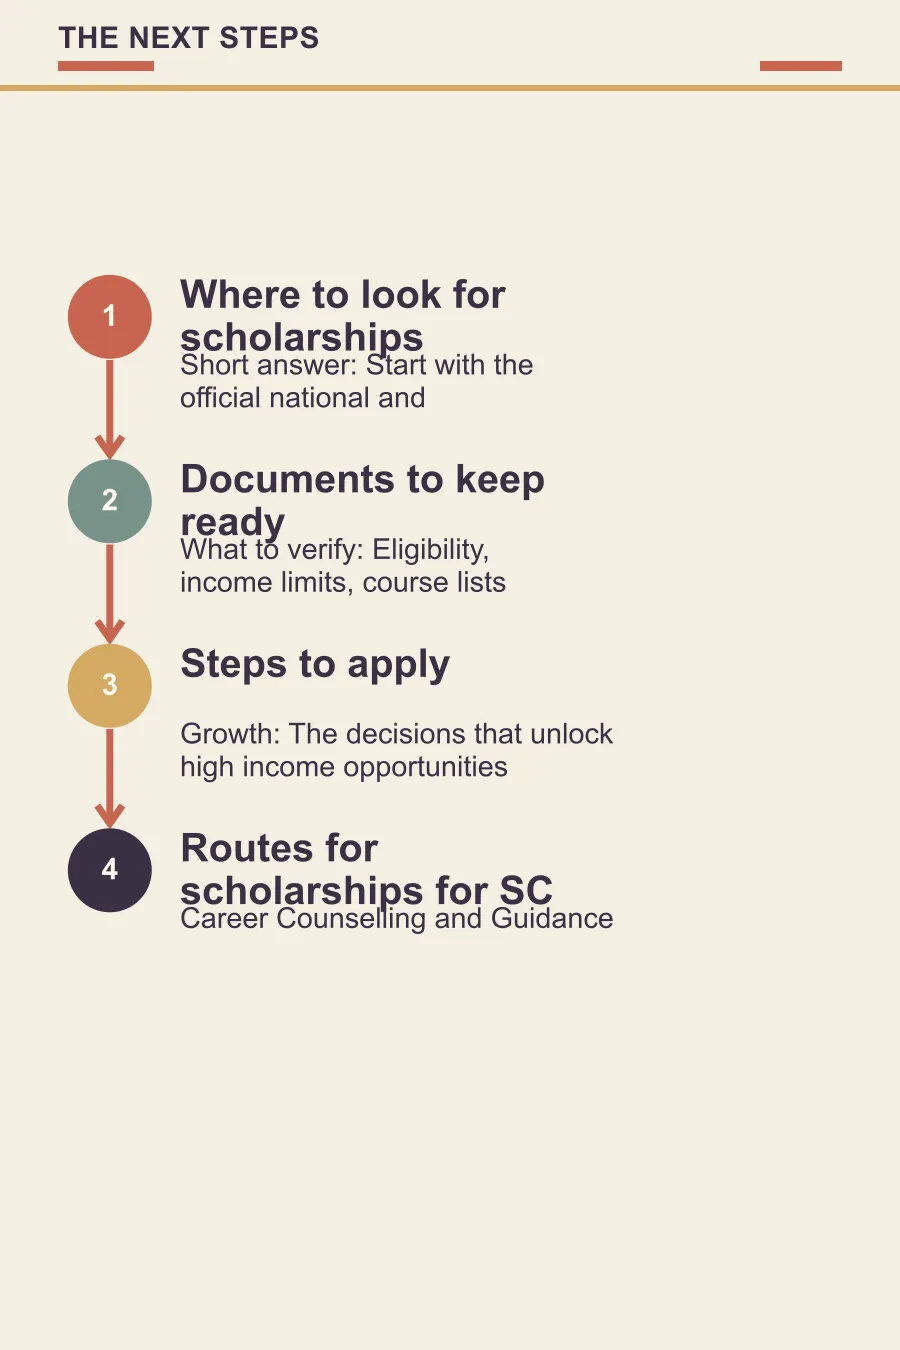 THE NEXT STEPS
1
Where to look for
scholarships
Short answer: Start with the
official national and
2
Documents to keep
ready
What to verify: Eligibility,
income limits, course lists
3
Steps to apply
Growth: The decisions that unlock
high income opportunities
4
Routes for
scholarships for SC
Career Counselling and Guidance